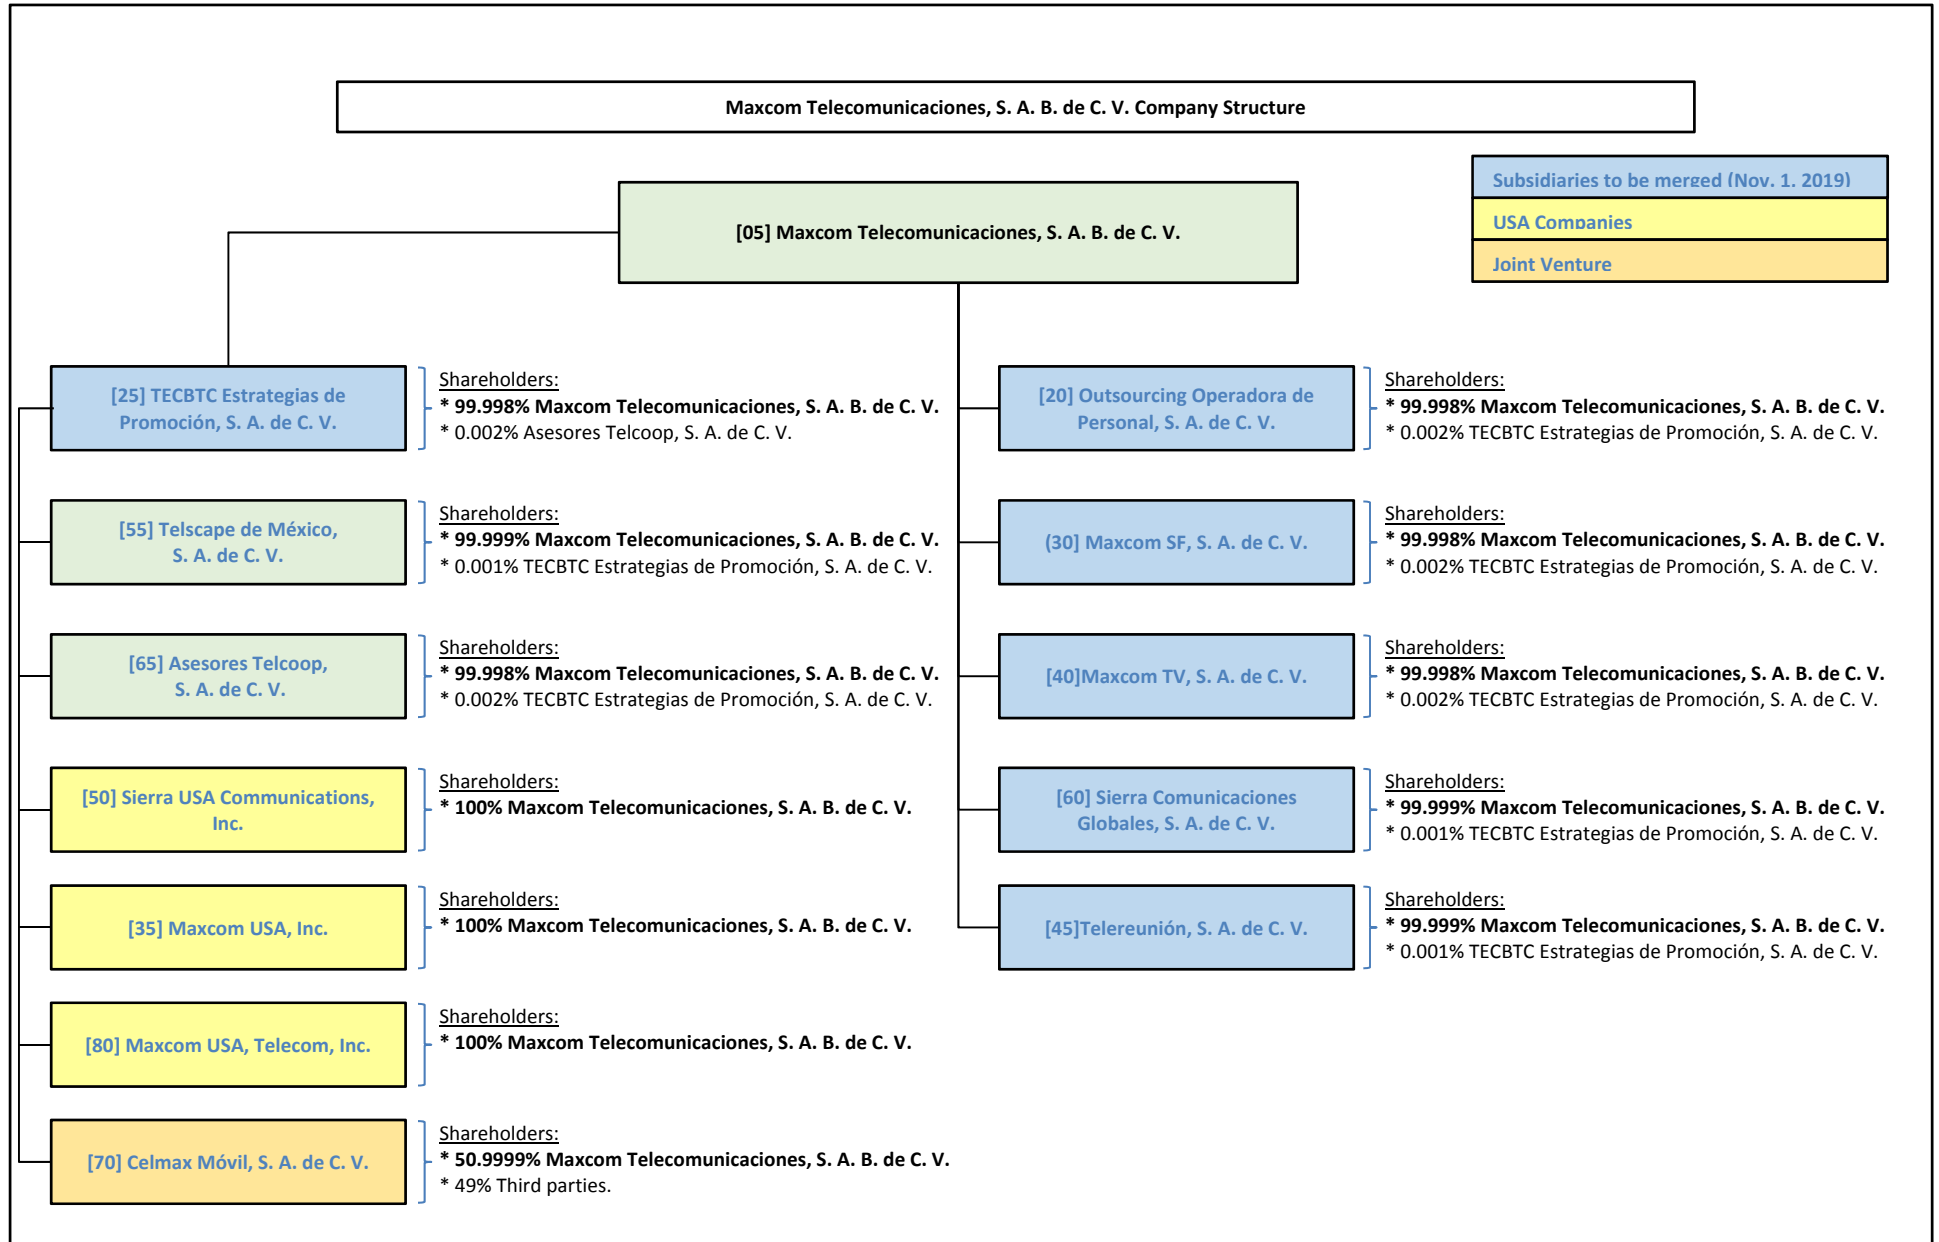 Maxcom Telecomunicaciones, S. A. B. de C. V. Company Structure
Subsidiaries to be merged (Nov. 1, 2019)
USA Companies
Joint Venture
[05] Maxcom Telecomunicaciones, S. A. B. de C. V.
[25] TECBTC Estrategias de
Promoción, S. A. de C. V.
Shareholders:
* 99.998% Maxcom Telecomunicaciones, S. A. B. de C. V.
* 0.002% Asesores Telcoop, S. A. de C. V.
[55] Telscape de México,
S. A. de C. V.
Shareholders:
* 99.999% Maxcom Telecomunicaciones, S. A. B. de C. V.
* 0.001% TECBTC Estrategias de Promoción, S. A. de C. V.
[65] Asesores Telcoop,
S. A. de C. V.
Shareholders:
* 99.998% Maxcom Telecomunicaciones, S. A. B. de C. V.
* 0.002% TECBTC Estrategias de Promoción, S. A. de C. V.
[50] Sierra USA Communications,
Inc.
Shareholders:
* 100% Maxcom Telecomunicaciones, S. A. B. de C. V.
[35] Maxcom USA, Inc.
Shareholders:
* 100% Maxcom Telecomunicaciones, S. A. B. de C. V.
[80] Maxcom USA, Telecom, Inc.
Shareholders:
* 100% Maxcom Telecomunicaciones, S. A. B. de C. V.
[70] Celmax Móvil, S. A. de C. V.
Shareholders:
* 50.9999% Maxcom Telecomunicaciones, S. A. B. de C. V.
* 49% Third parties.
[20] Outsourcing Operadora de
Personal, S. A. de C. V.
Shareholders:
* 99.998% Maxcom Telecomunicaciones, S. A. B. de C. V.
* 0.002% TECBTC Estrategias de Promoción, S. A. de C. V.
(30] Maxcom SF, S. A. de C. V.
Shareholders:
* 99.998% Maxcom Telecomunicaciones, S. A. B. de C. V.
* 0.002% TECBTC Estrategias de Promoción, S. A. de C. V.
[40]Maxcom TV, S. A. de C. V.
Shareholders:
* 99.998% Maxcom Telecomunicaciones, S. A. B. de C. V.
* 0.002% TECBTC Estrategias de Promoción, S. A. de C. V.
[60] Sierra Comunicaciones
Globales, S. A. de C. V.
Shareholders:
* 99.999% Maxcom Telecomunicaciones, S. A. B. de C. V.
* 0.001% TECBTC Estrategias de Promoción, S. A. de C. V.
[45]Telereunión, S. A. de C. V.
Shareholders:
* 99.999% Maxcom Telecomunicaciones, S. A. B. de C. V.
* 0.001% TECBTC Estrategias de Promoción, S. A. de C. V.